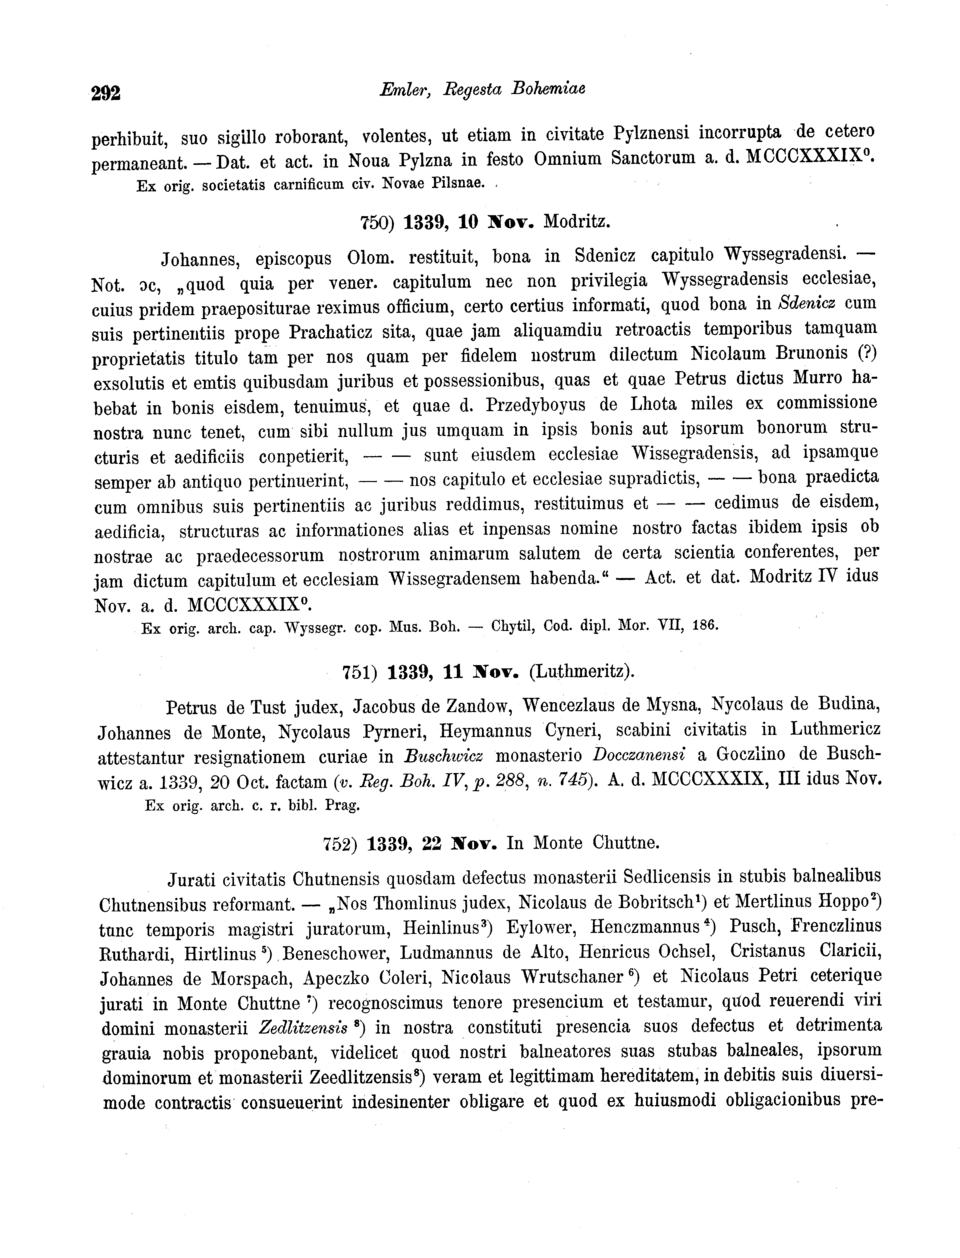 292
Emler, Regesta Bohemiae
perhibuit, suo sigillo roborant, volentes, ut etiam in civitate Pylznensi incorrupta de cetero
permaneant. — Dat. et act. in Noua Pylzna in festo Omnium Sanctorum a. d. MCCCXXXIX⁰.
Ex orig. societatis carnificum civ. Novae Pilsnae.
750) 1339, 10 Nov. Modritz.
Johannes, episcopus Olom. restituit, bona in Sdenicz capitulo Wyssegradensi. —
Not. ↄc, „quod quia per vener. capitulum nec non privilegia Wyssegradensis ecclesiae,
cuius pridem praepositurae reximus officium, certo certius informati, quod bona in Sdenicz cum
suis pertinentiis prope Prachaticz sita, quae jam aliquamdiu retroactis temporibus tamquam
proprietatis titulo tam per nos quam per fidelem nostrum dilectum Nicolaum Brunonis (?)
exsolutis et emtis quibusdam juribus et possessionibus, quas et quae Petrus dictus Murro ha-
bebat in bonis eisdem, tenuimus, et quae d. Przedyboyus de Lhota miles ex commissione
nostra nunc tenet, cum sibi nullum jus umquam in ipsis bonis aut ipsorum bonorum stru-
cturis et aedificiis conpetierit, — — sunt eiusdem ecclesiae Wissegradensis, ad ipsamque
semper ab antiquo pertinuerint, — — nos capitulo et ecclesiae supradictis, — — bona praedicta
cum omnibus suis pertinentiis ac juribus reddimus, restituimus et — — cedimus de eisdem,
aedificia, structuras ac informationes alias et inpensas nomine nostro factas ibidem ipsis ob
nostrae ac praedecessorum nostrorum animarum salutem de certa scientia conferentes, per
jam dictum capitulum et ecclesiam Wissegradensem habenda.“ — Act. et dat. Modritz IV idus
Nov. a. d. MCCCXXXIX⁰.
Ex orig. arch. cap. Wyssegr. cop. Mus. Boh. — Chytil, Cod. dipl. Mor. VII, 186.
751) 1339, 11 Nov. (Luthmeritz).
Petrus de Tust judex, Jacobus de Zandow, Wencezlaus de Mysna, Nycolaus de Budina,
Johannes de Monte, Nycolaus Pyrneri, Heymannus Cyneri, scabini civitatis in Luthmericz
attestantur resignationem curiae in Buschwicz monasterio Docczanensi a Goczlino de Busch-
wicz a. 1339, 20 Oct. factam (v. Reg. Boh. IV, p. 288, n. 745). A. d. MCCCXXXIX, III idus Nov.
Ex orig. arch. c. r. bibl. Prag.
752) 1339, 22 Nov. In Monte Chuttne.
Jurati civitatis Chutnensis quosdam defectus monasterii Sedlicensis in stubis balnealibus
Chutnensibus reformant. — „Nos Thomlinus judex, Nicolaus de Bobritsch¹) et Mertlinus Hoppo²)
tunc temporis magistri juratorum, Heinlinus³) Eylower, Henczmannus⁴) Pusch, Frenczlinus
Ruthardi, Hirtlinus⁵) Beneschower, Ludmannus de Alto, Henricus Ochsel, Cristanus Claricii,
Johannes de Morspach, Apeczko Coleri, Nicolaus Wrutschaner⁶) et Nicolaus Petri ceterique
jurati in Monte Chuttne⁷) recognoscimus tenore presencium et testamur, quod reuerendi viri
domini monasterii Zedlitzensis⁸) in nostra constituti presencia suos defectus et detrimenta
grauia nobis proponebant, videlicet quod nostri balneatores suas stubas balneales, ipsorum
dominorum et monasterii Zeedlitzensis⁸) veram et legittimam hereditatem, in debitis suis diuersi-
mode contractis consueuerint indesinenter obligare et quod ex huiusmodi obligacionibus pre-